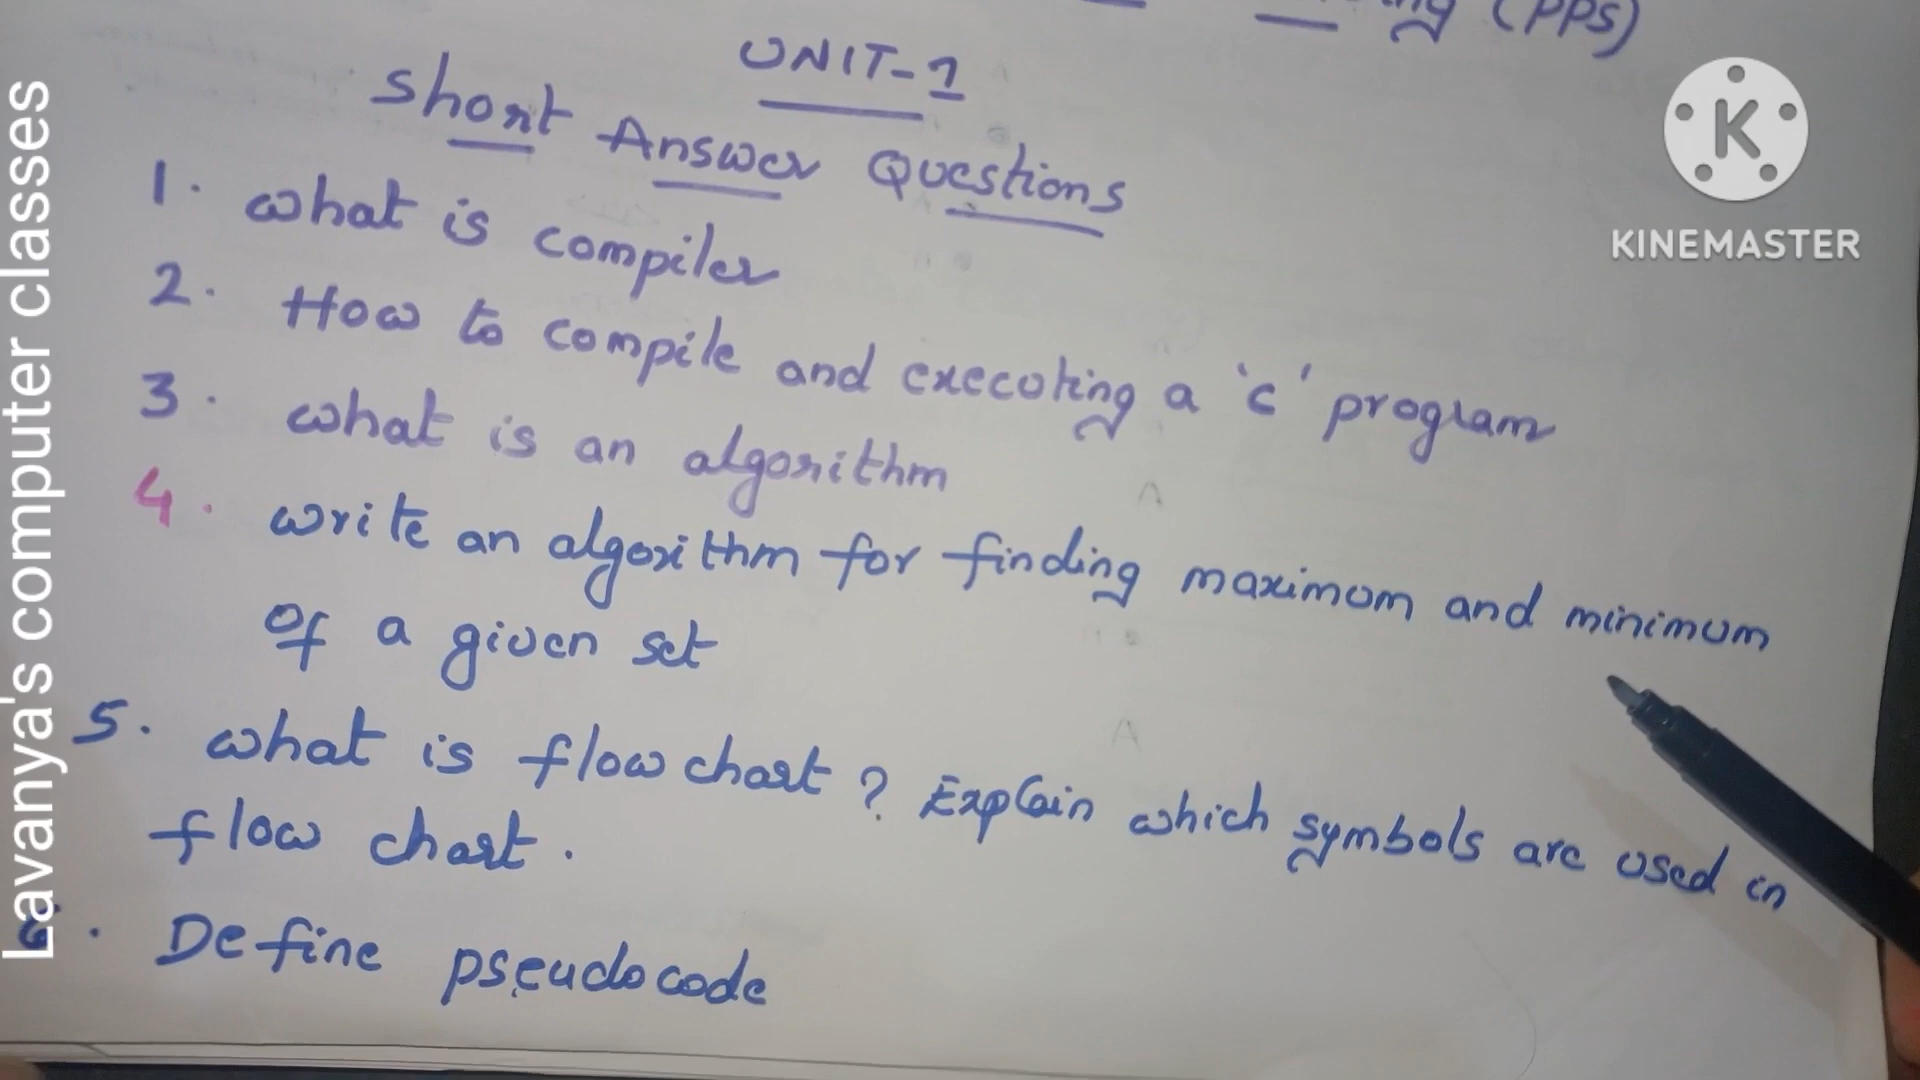 (PPS)
UNIT-1
Short Answer Questions
1. What is compiler
2. How to compile and executing a 'c' program
3. what is an algorithm
4. write an algorithm for finding maximum and minimum
of a given set
5. what is flow chart? Explain which symbols are used in
flow chart.
6. Define pseudocode
Lavanya's computer classes
K
KINEMASTER